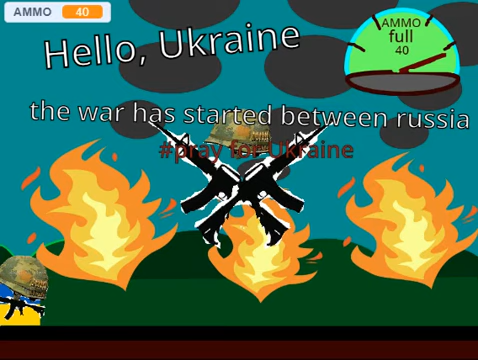 AMMO 40
AMMO
full
40
Hello, Ukraine
the war has started between russia
#pray for Ukraine